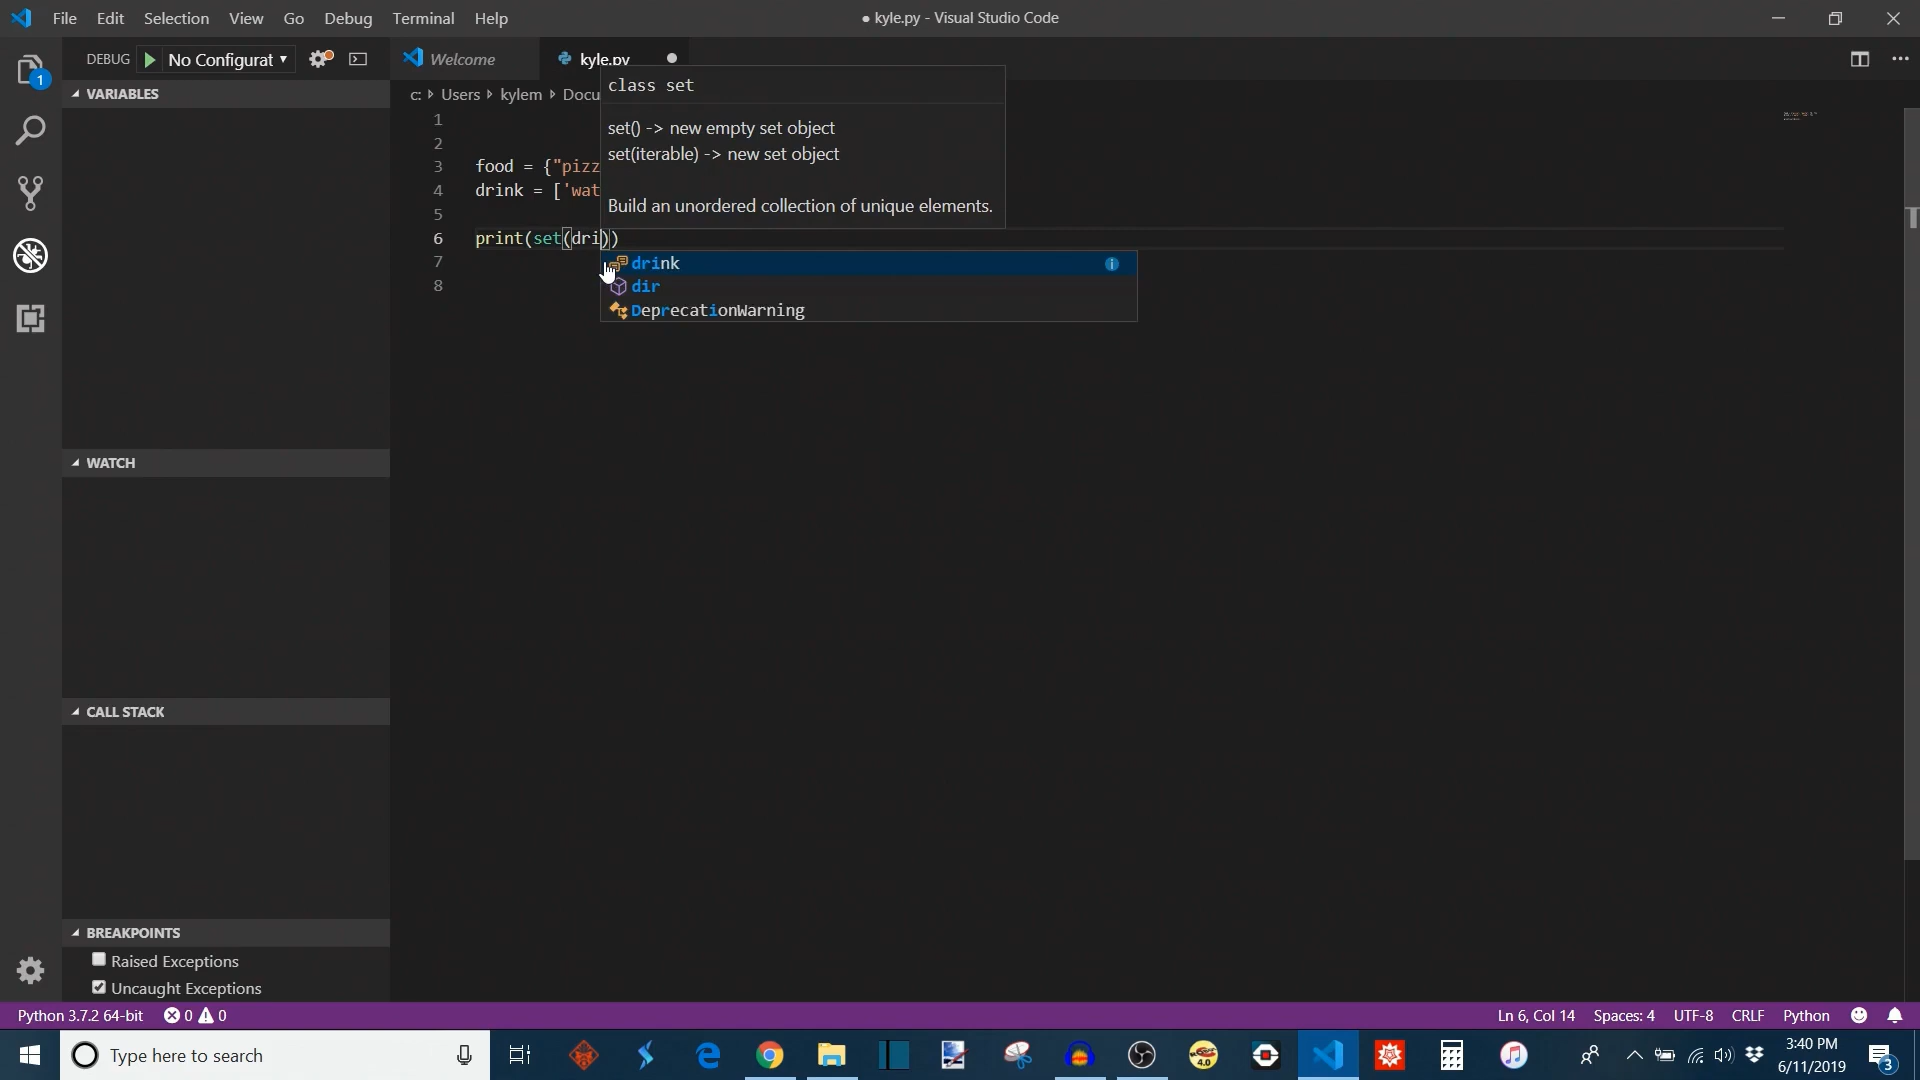 File Edit Selection View Go Debug Terminal Help
● kyle.py - Visual Studio Code
DEBUG No Configurat
Welcome
kyle.py
1
VARIABLES
c: Users kylem Docu
class set
set() -> new empty set object
set(iterable) -> new set object
Build an unordered collection of unique elements.
1
2
3 food = {"pizz
4 drink = ['wat
5
6 print(set(dri))
7
8
drink
dir
DeprecationWarning
WATCH
CALL STACK
BREAKPOINTS
Raised Exceptions
Uncaught Exceptions
Python 3.7.2 64-bit 0 0
Ln 6, Col 14 Spaces: 4 UTF-8 CRLF Python
Type here to search
4.0
3:40 PM
6/11/2019
3